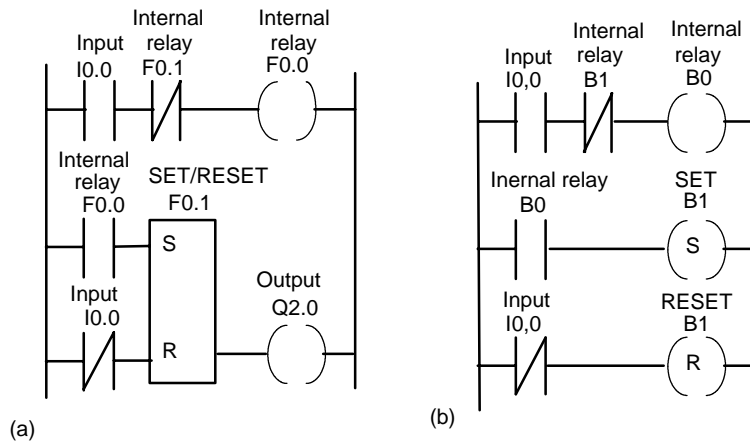 Input
I0.0
Internal
relay
F0.1
Internal
relay
F0.0
Internal
relay
F0.0
SET/RESET
F0.1
S
Input
I0.0
R
Output
Q2.0
(a)
Input
I0,0
Internal
relay
B1
Internal
relay
B0
Inernal relay
B0
SET
B1
S
Input
I0,0
RESET
B1
R
(b)